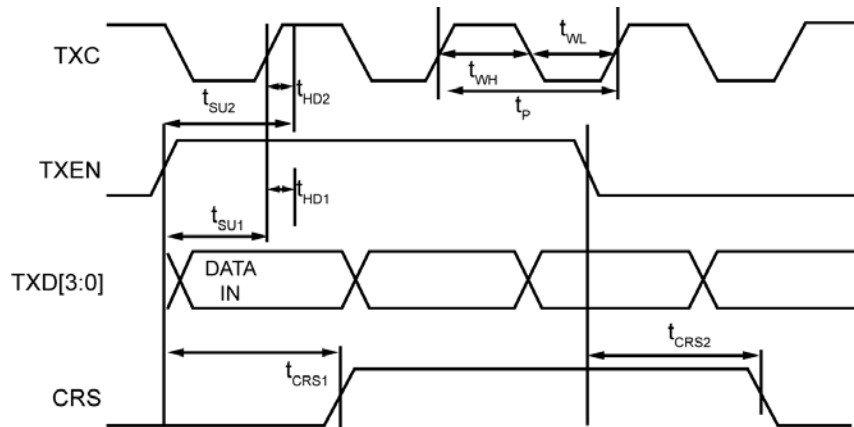 TXC
tWH
tWL
tP
tSU2
tHD2
TXEN
tHD1
tSU1
TXD[3:0]
DATA
IN
tCRS1
tCRS2
CRS